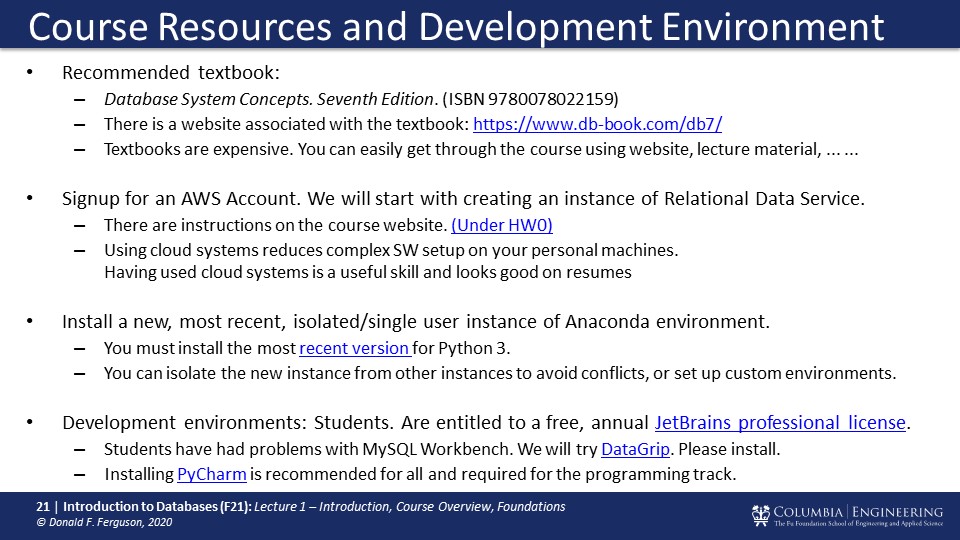 Course Resources and Development Environment
• Recommended textbook:
– Database System Concepts. Seventh Edition. (ISBN 9780078022159)
– There is a website associated with the textbook: https://www.db-book.com/db7/
– Textbooks are expensive. You can easily get through the course using website, lecture material, ... ...
• Signup for an AWS Account. We will start with creating an instance of Relational Data Service.
– There are instructions on the course website. (Under HW0)
– Using cloud systems reduces complex SW setup on your personal machines.
Having used cloud systems is a useful skill and looks good on resumes
• Install a new, most recent, isolated/single user instance of Anaconda environment.
– You must install the most recent version for Python 3.
– You can isolate the new instance from other instances to avoid conflicts, or set up custom environments.
• Development environments: Students. Are entitled to a free, annual JetBrains professional license.
– Students have had problems with MySQL Workbench. We will try DataGrip. Please install.
– Installing PyCharm is recommended for all and required for the programming track.
21 | Introduction to Databases (F21): Lecture 1 – Introduction, Course Overview, Foundations
© Donald F. Ferguson, 2020
COLUMBIA | ENGINEERING
The Fu Foundation School of Engineering and Applied Science